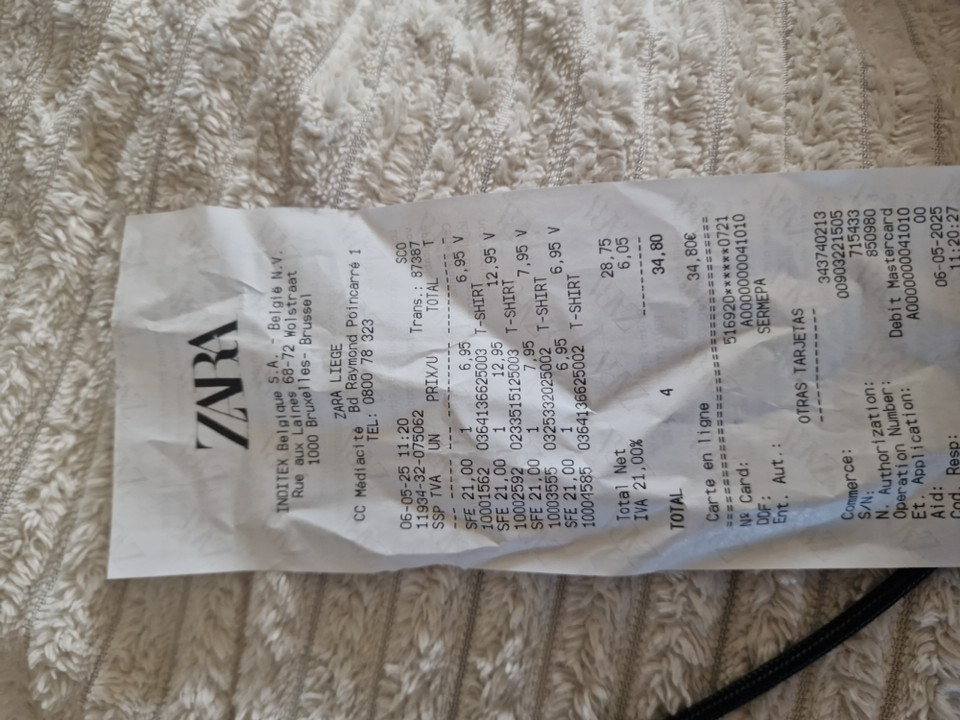 ZARA
INDITEX Belgique S.A. - België N.V.
Rue aux Laines 68-72 Wolstraat
1000 Bruxelles- Brussel
ZARA LIEGE
CC Médiacité Bd Raymond Poincarré 1
TEL: 0800 78 323
06-05-25 11:20 SCO
11934-32-075062 Trans.: 87387
SSP TVA UN PRIX/U TOTAL T
SFE 21,00 1 6,95 6,95 V
10001562 0364136625003 T-SHIRT
SFE 21,00 1 12,95 12,95 V
10002592 0233515125003 T-SHIRT
SFE 21,00 1 7,95 7,95 V
10003555 0325332025002 T-SHIRT
SFE 21,00 1 6,95 6,95 V
10004585 0364136625002 T-SHIRT
Total Net 28,75
IVA 21,00% 6,05
TOTAL 4 34,80
Carte en ligne 34,80€
Nº Card: 516920******0721
DDF: A0000000041010
Ent. Aut.: SERMEPA
OTRAS TARJETAS
Commerce: 343740213
S/N: 00903221505
N. Authorization: 715433
Operation Number: 850980
Et Application: Debit Mastercard
Aid: A0000000041010
Cod. Resp: 00
06-05-2025 11:20:27